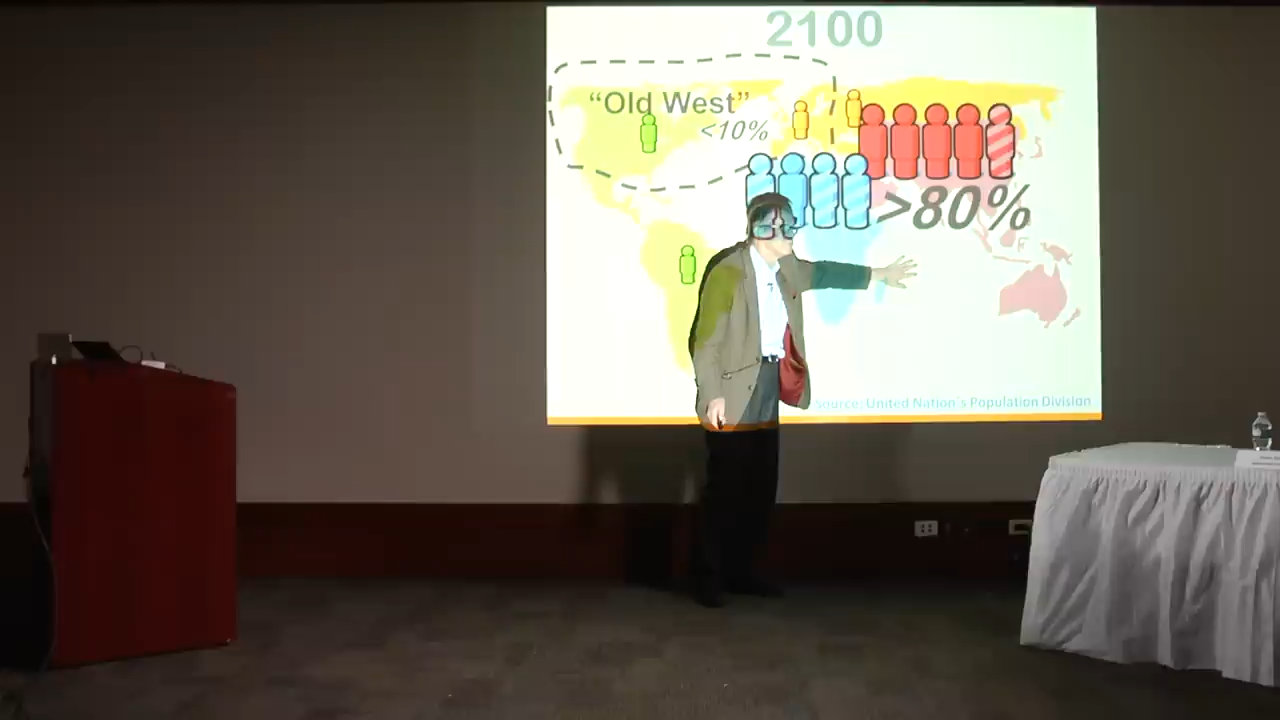 2100
“Old West”
<10%
>80%
Source: United Nation's Population Division